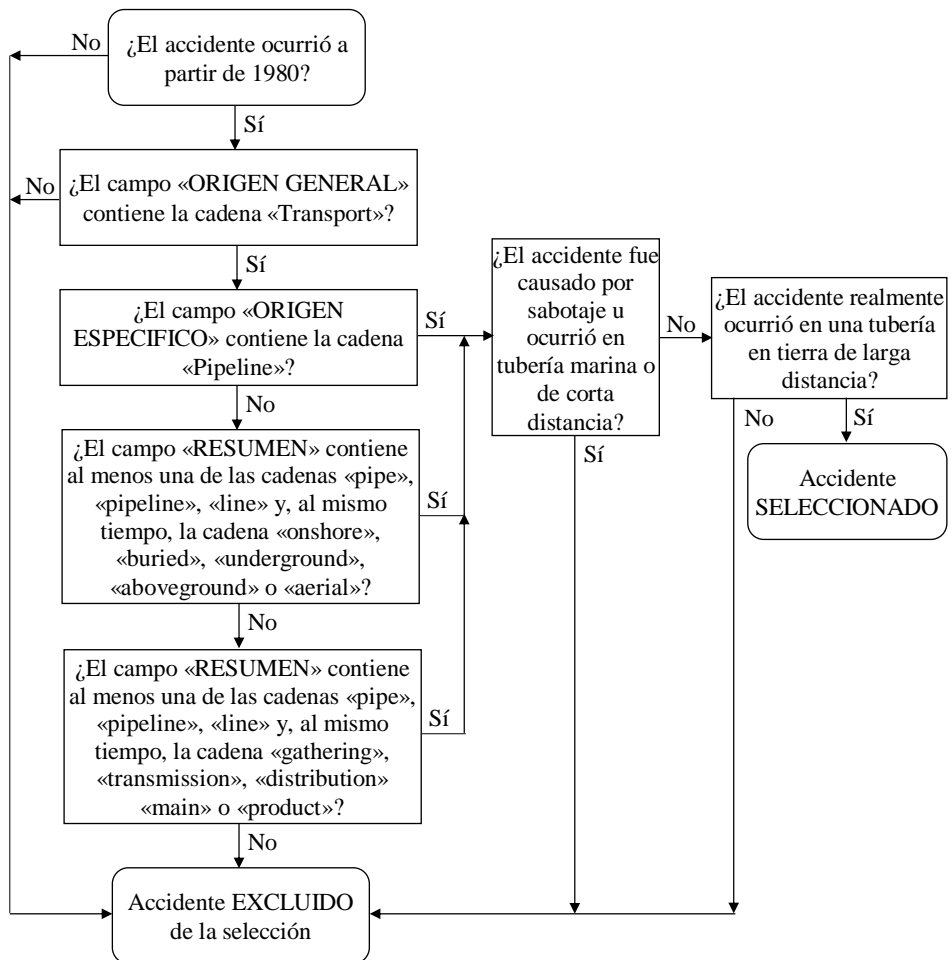 No
¿El accidente ocurrió a
partir de 1980?
Sí
No
¿El campo «ORIGEN GENERAL»
contiene la cadena «Transport»?
Sí
¿El campo «ORIGEN
ESPECIFICO» contiene la cadena
«Pipeline»?
Sí
No
¿El campo «RESUMEN» contiene
al menos una de las cadenas «pipe»,
«pipeline», «line» y, al mismo
tiempo, la cadena «onshore»,
«buried», «underground»,
«aboveground» o «aerial»?
Sí
No
¿El campo «RESUMEN» contiene
al menos una de las cadenas «pipe»,
«pipeline», «line» y, al mismo
tiempo, la cadena «gathering»,
«transmission», «distribution»
«main» o «product»?
Sí
No
¿El accidente fue
causado por
sabotaje u
ocurrió en
tubería marina o
de corta
distancia?
No
Sí
¿El accidente realmente
ocurrió en una tubería
en tierra de larga
distancia?
No
Sí
Accidente
SELECCIONADO
Accidente EXCLUIDO
de la selección